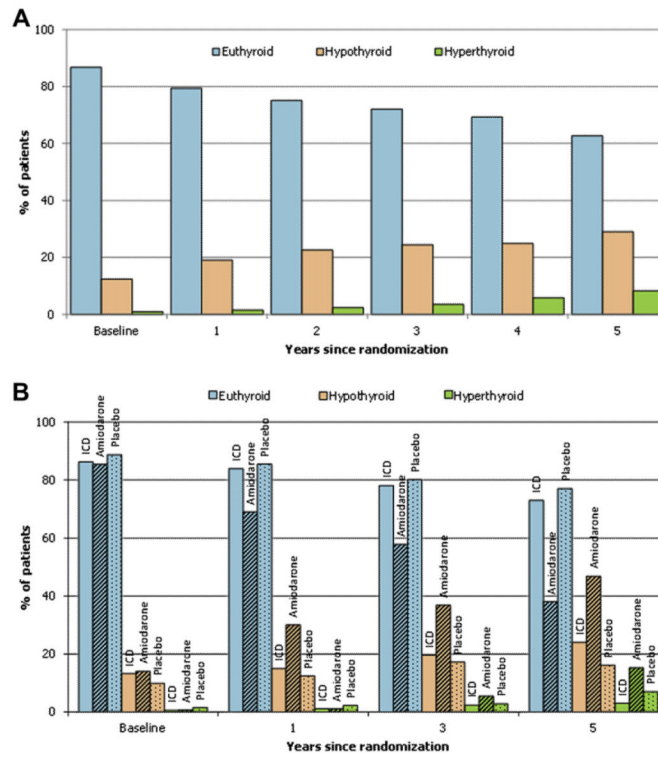 A
100
80
60
40
20
0
% of patients
Euthyroid Hypothyroid Hyperthyroid
Baseline 1 2 3 4 5
Years since randomization
B
100
80
60
40
20
0
% of patients
Euthyroid Hypothyroid Hyperthyroid
ICD Amiodarone Placebo ICD Amiodarone Placebo ICD Amiodarone Placebo
ICD Amiodarone Placebo ICD Amiodarone Placebo ICD Amiodarone Placebo
ICD Amiodarone Placebo ICD Amiodarone Placebo ICD Amiodarone Placebo
ICD Amiodarone Placebo ICD Amiodarone Placebo ICD Amiodarone Placebo
Baseline 1 3 5
Years since randomization